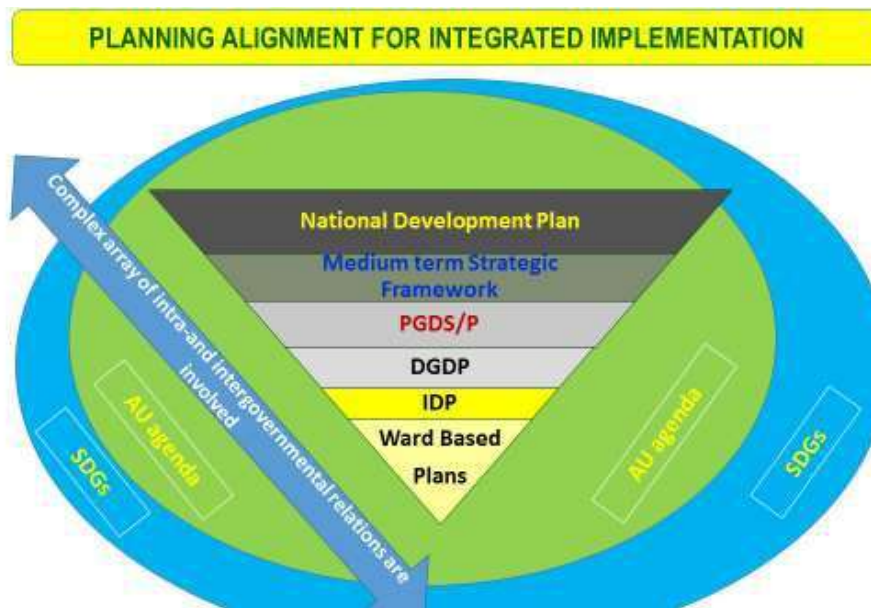 PLANNING ALIGNMENT FOR INTEGRATED IMPLEMENTATION
National Development Plan
Medium term Strategic
Framework
PGDS/P
DGDP
IDP
Ward Based
Plans
Complex array of intra-and intergovernmental relations are
involved
AU agenda
SDGs
AU agenda
SDGs